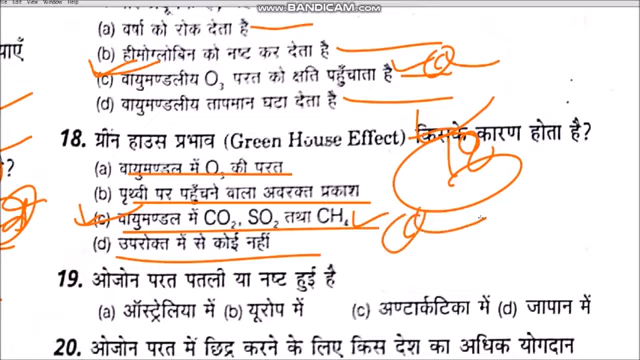 WWW.BANDICAM.COM
(a) वर्षा को रोक देता है
(b) हीमोग्लोबिन को नष्ट कर देता है
(c) वायुमण्डलीय O₃ परत को क्षति पहुँचाता है
(d) वायुमण्डलीय तापमान घटा देता है
18. ग्रीन हाउस प्रभाव (Green House Effect) किसके कारण होता है?
(a) वायुमण्डल में O₃ की परत
(b) पृथ्वी पर पहुँचने वाला अवरक्त प्रकाश
(c) वायुमण्डल में CO₂, SO₂ तथा CH₄
(d) उपरोक्त में से कोई नहीं
19. ओजोन परत पतली या नष्ट हुई है
(a) ऑस्ट्रेलिया में (b) यूरोप में (c) अण्टार्कटिका में (d) जापान में
20. ओजोन परत में छिद्र करने के लिए किस देश का अधिक योगदान